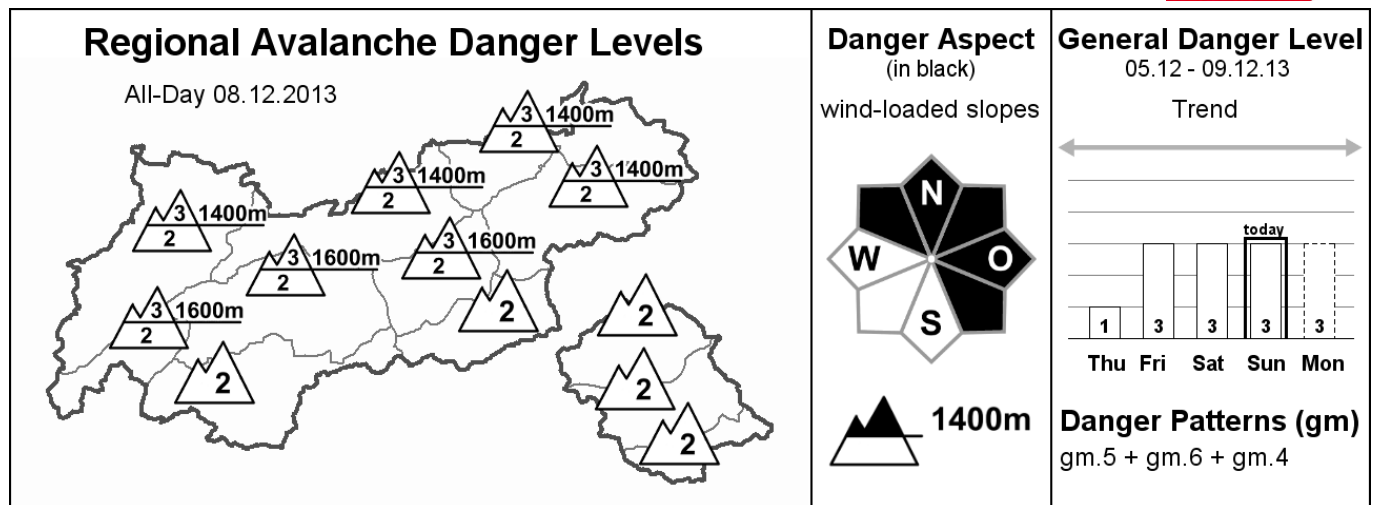 Regional Avalanche Danger Levels
All-Day 08.12.2013
3 1400m
2
3 1400m
2
3 1400m
2
3 1400m
2
3 1600m
2
3 1600m
2
3 1600m
2
2
2
2
2
2
Danger Aspect
(in black)
wind-loaded slopes
N
W
O
S
1400m
General Danger Level
05.12 - 09.12.13
Trend
today
1 3 3 3 3
Thu Fri Sat Sun Mon
Danger Patterns (gm)
gm.5 + gm.6 + gm.4